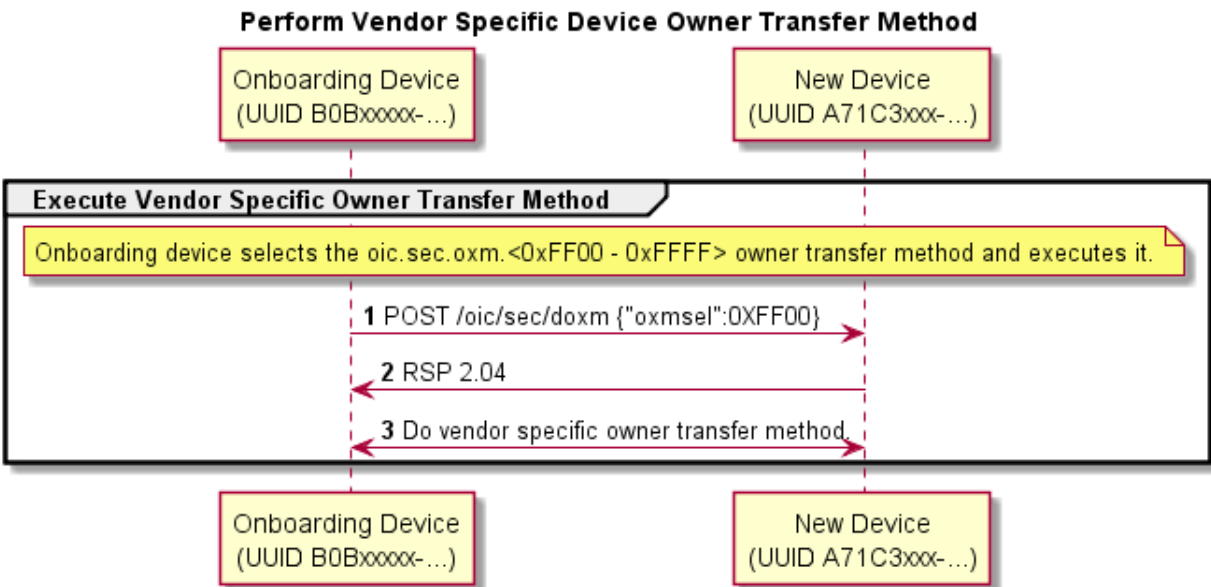 Perform Vendor Specific Device Owner Transfer Method
Onboarding Device
(UUID B0Bxxxxx-...)
New Device
(UUID A71C3xxx-...)
Execute Vendor Specific Owner Transfer Method
Onboarding device selects the oic.sec.oxm.<0xFF00 - 0xFFFF> owner transfer method and executes it.
1 POST /oic/sec/doxm {"oxmsel":0XFF00}
2 RSP 2.04
3 Do vendor specific owner transfer method.
Onboarding Device
(UUID B0Bxxxxx-...)
New Device
(UUID A71C3xxx-...)